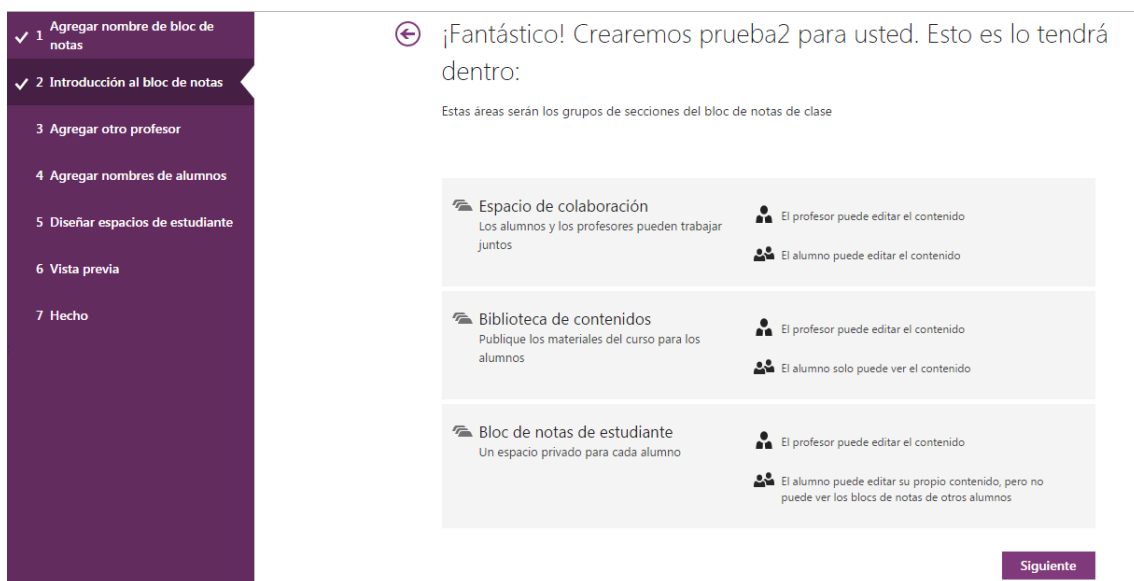 1 Agregar nombre de bloc de
notas
2 Introducción al bloc de notas
3 Agregar otro profesor
4 Agregar nombres de alumnos
5 Diseñar espacios de estudiante
6 Vista previa
7 Hecho
¡Fantástico! Crearemos prueba2 para usted. Esto es lo tendrá
dentro:
Estas áreas serán los grupos de secciones del bloc de notas de clase
Espacio de colaboración
Los alumnos y los profesores pueden trabajar
juntos
El profesor puede editar el contenido
El alumno puede editar el contenido
Biblioteca de contenidos
Publique los materiales del curso para los
alumnos
El profesor puede editar el contenido
El alumno solo puede ver el contenido
Bloc de notas de estudiante
Un espacio privado para cada alumno
El profesor puede editar el contenido
El alumno puede editar su propio contenido, pero no
puede ver los blocs de notas de otros alumnos
Siguiente